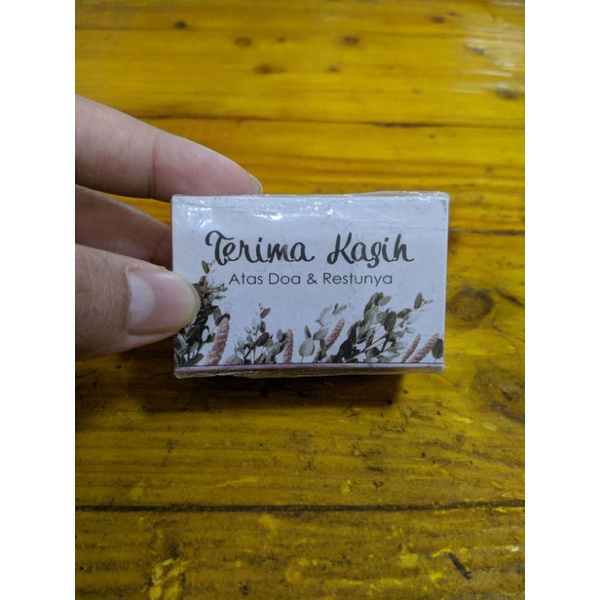 Terima Kasih
Atas Doa & Restunya